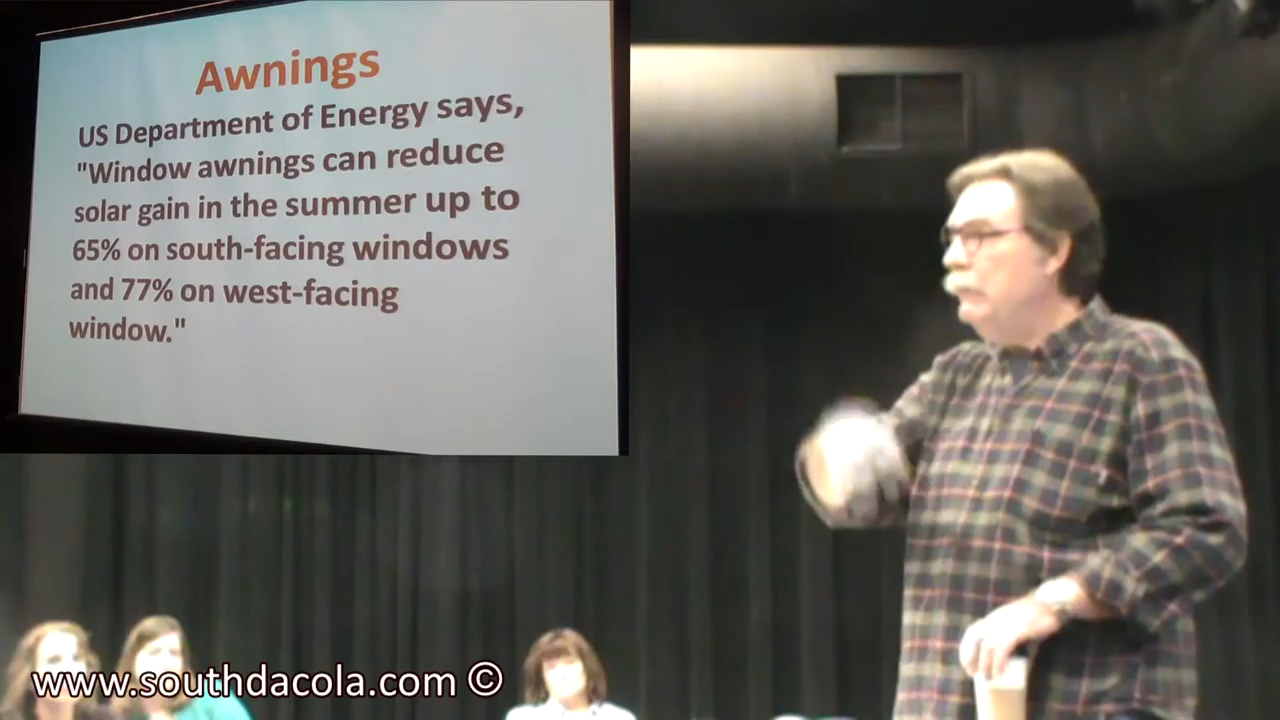 Awnings
US Department of Energy says,
"Window awnings can reduce
solar gain in the summer up to
65% on south-facing windows
and 77% on west-facing
window."
www.southdacola.com ©